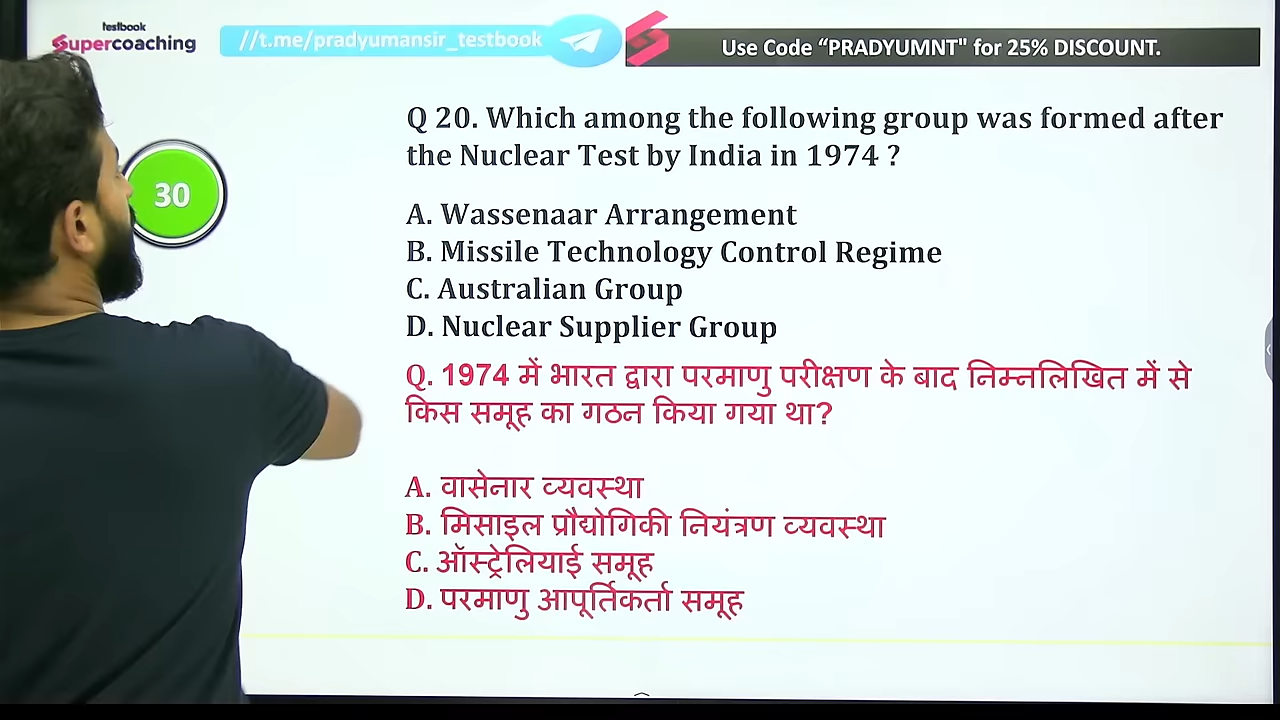 testbook
Supercoaching
//t.me/pradyumansir_testbook
Use Code “PRADYUMNT" for 25% DISCOUNT.
30
Q 20. Which among the following group was formed after
the Nuclear Test by India in 1974 ?
A. Wassenaar Arrangement
B. Missile Technology Control Regime
C. Australian Group
D. Nuclear Supplier Group
Q. 1974 में भारत द्वारा परमाणु परीक्षण के बाद निम्नलिखित में से
किस समूह का गठन किया गया था?
A. वासेनार व्यवस्था
B. मिसाइल प्रौद्योगिकी नियंत्रण व्यवस्था
C. ऑस्ट्रेलियाई समूह
D. परमाणु आपूर्तिकर्ता समूह